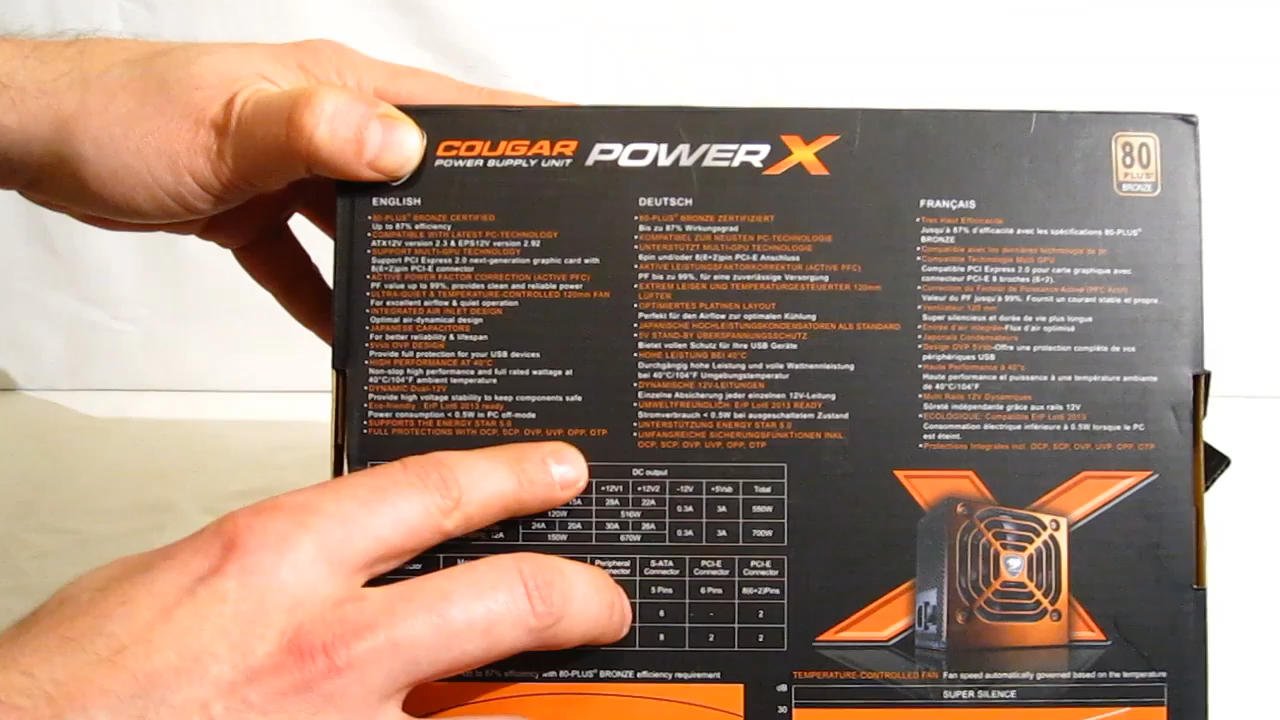 COUGAR
POWER SUPPLY UNIT
POWER X
80
PLUS®
BRONZE
ENGLISH
•80-PLUS® BRONZE CERTIFIED
Up to 87% efficiency
•COMPATIBLE WITH LATEST PC-TECHNOLOGY
ATX12V version 2.3 & EPS12V version 2.92
•SUPPORT MULTI-GPU TECHNOLOGY
Support PCI Express 2.0 next-generation graphic card with
8(6+2)pin PCI-E connector
•ACTIVE POWER FACTOR CORRECTION (ACTIVE PFC)
PF value up to 99%, provides clean and reliable power
•ULTRA-QUIET & TEMPERATURE-CONTROLLED 120mm FAN
For excellent airflow & quiet operation
•INTEGRATED AIR INLET DESIGN
Optimal air-dynamical design
•JAPANESE CAPACITORS
For better reliability & lifespan
•5Vsb OVP DESIGN
Provide full protection for your USB devices
•HIGH PERFORMANCE AT 40°C
Non-stop high performance and full rated wattage at
40°C/104°F ambient temperature
•DYNAMIC Dual-12V
Provide high voltage stability to keep components safe
•Eco-friendly : ErP Lot6 2013 ready
Power consumption < 0.5W in PC off-mode
•SUPPORTS THE ENERGY STAR 5.0
•FULL PROTECTIONS WITH OCP, SCP, OVP, UVP, OPP, OTP
DEUTSCH
•80-PLUS® BRONZE ZERTIFIZIERT
Bis zu 87% Wirkungsgrad
•KOMPATIBEL ZUR NEUSTEN PC-TECHNOLOGIE
•UNTERSTÜTZT MULTI-GPU TECHNOLOGIE
6pin und/oder 8(6+2)pin PCI-E Anschluss
•AKTIVE LEISTUNGSFAKTORKORREKTUR (ACTIVE PFC)
PF bis zu 99%, für eine zuverlässige Versorgung
•EXTREM LEISER UND TEMPERATURGESTEUERTER 120mm
LÜFTER
•OPTIMIERTES PLATINEN LAYOUT
Perfekt für den Airflow zur optimalen Kühlung
•JAPANISCHE HOCHLEISTUNGSKONDENSATOREN ALS STANDARD
•5V STAND-BY ÜBERSPANNUNGSSCHUTZ
Bietet vollen Schutz für Ihre USB Geräte
•HOHE LEISTUNG BEI 40°C
Durchgängig hohe Leistung und volle Wattnennleistung
bei 40°C/104°F Umgebungstemperatur
•DYNAMISCHE 12V-LEITUNGEN
Einzelne Absicherung jeder einzelnen 12V-Leitung
•UMWELTFREUNDLICH: ErP Lot6 2013 READY
Stromverbrauch < 0.5W bei ausgeschaltetem Zustand
•UNTERSTÜTZUNG ENERGY STAR 5.0
•UMFANGREICHE SICHERUNGSFUNKTIONEN INKL.
OCP, SCP, OVP, UVP, OPP, OTP
FRANÇAIS
•Tres Haut Efficacite
Jusqu'à 87% d'efficacité avec les spécifications 80-PLUS®
BRONZE
•Compatible avec les dernières technologie de pc
•Compatible Technologie Multi GPU
Compatible PCI Express 2.0 pour carte graphique avec
connecteur PCI-E 8 broches (6+2).
•Correction de Facteur de Puissance Active (PFC Actif)
Valeur du PF jusqu'à 99%. Fournit un courant stable et propre.
•Ventilateur 120 mm
Super silencieux et durée de vie plus longue
•Entrée d'air intégrée-Flux d'air optimisé
•Japonais Condensateurs
•Design OVP 5Vsb-Offre une protection complète de vos
périphériques USB
•Haute Performance à 40°c
Haute performance et puissance à une température ambiante
de 40°C/104°F
•Multi Rails 12V Dynamiques
Sûreté indépendante grâce aux rails 12V
•ECOLOGIQUE: Compatible ErP Lot6 2013
Consommation électrique inférieure à 0.5W lorsque le PC
est éteint.
•Protections Integrales incl. OCP, SCP, OVP, UVP, OPP, OTP
DC output
+12V1 +12V2 -12V +5Vsb Total
28A 22A 0.3A 3A 550W
120W 516W
24A 20A 30A 28A 0.3A 3A 700W
12A 150W 670W
Peripheral Connector S-ATA Connector PCI-E Connector PCI-E Connector
5 Pins 6 Pins 8(6+2)Pins
6 - 2
8 2 2
to 87% efficiency with 80-PLUS® BRONZE efficiency requirement
TEMPERATURE-CONTROLLED FAN Fan speed automatically governed based on the temperature
dB
SUPER SILENCE
30